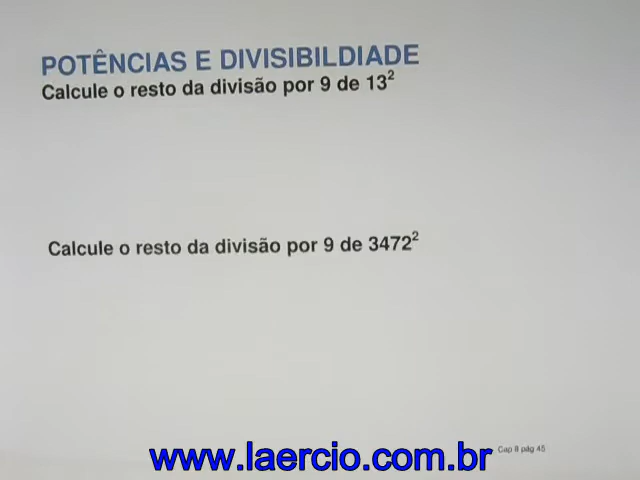 POTÊNCIAS E DIVISIBILDIADE
Calcule o resto da divisão por 9 de 13²
Calcule o resto da divisão por 9 de 3472²
Cap 8 pág 45
www.laercio.com.br